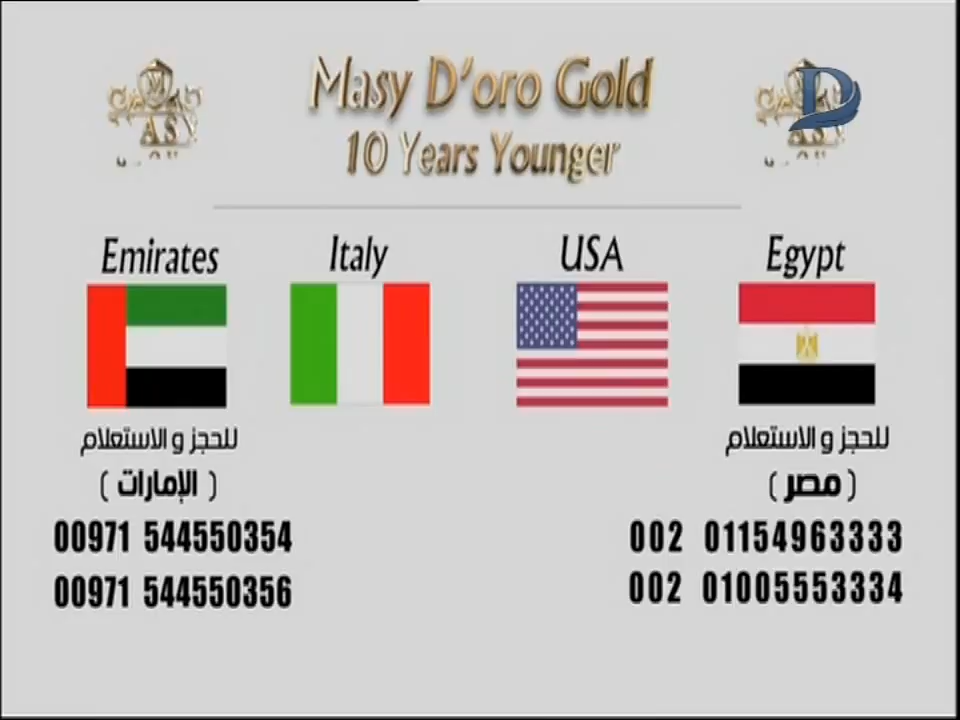 Masy D'oro Gold
10 Years Younger
ASY
D
Emirates
Italy
USA
Egypt
للحجز و الاستعلام
( الإمارات )
00971 544550354
00971 544550356
للحجز و الاستعلام
( مصر )
002 01154963333
002 01005553334